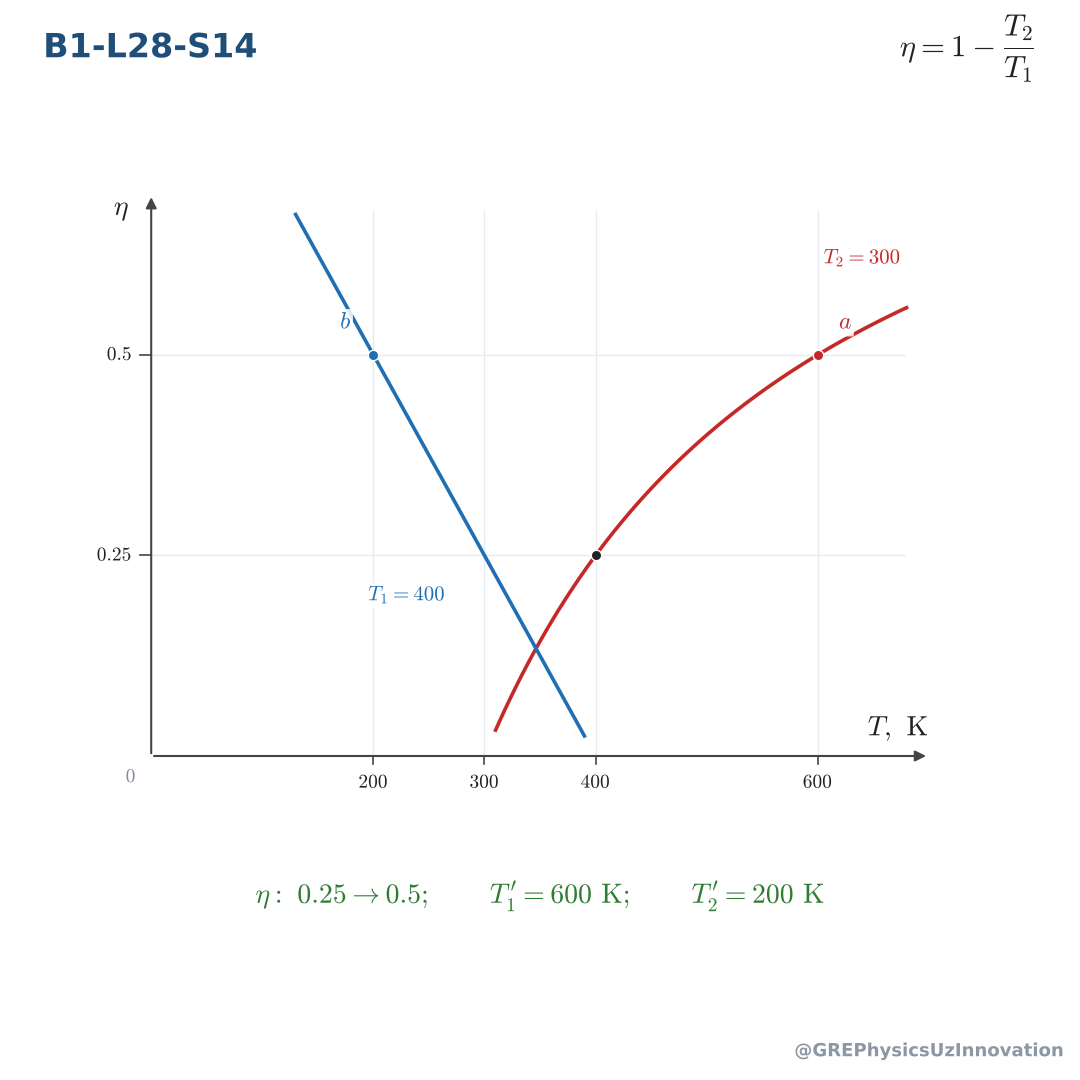 B1-L28-S14
η = 1 − T₂/T₁
η
T₂ = 300
b
a
0.5
0.25
T₁ = 400
T, K
0
200 300 400 600
η : 0.25 → 0.5; T₁′ = 600 K; T₂′ = 200 K
@GREPhysicsUzInnovation